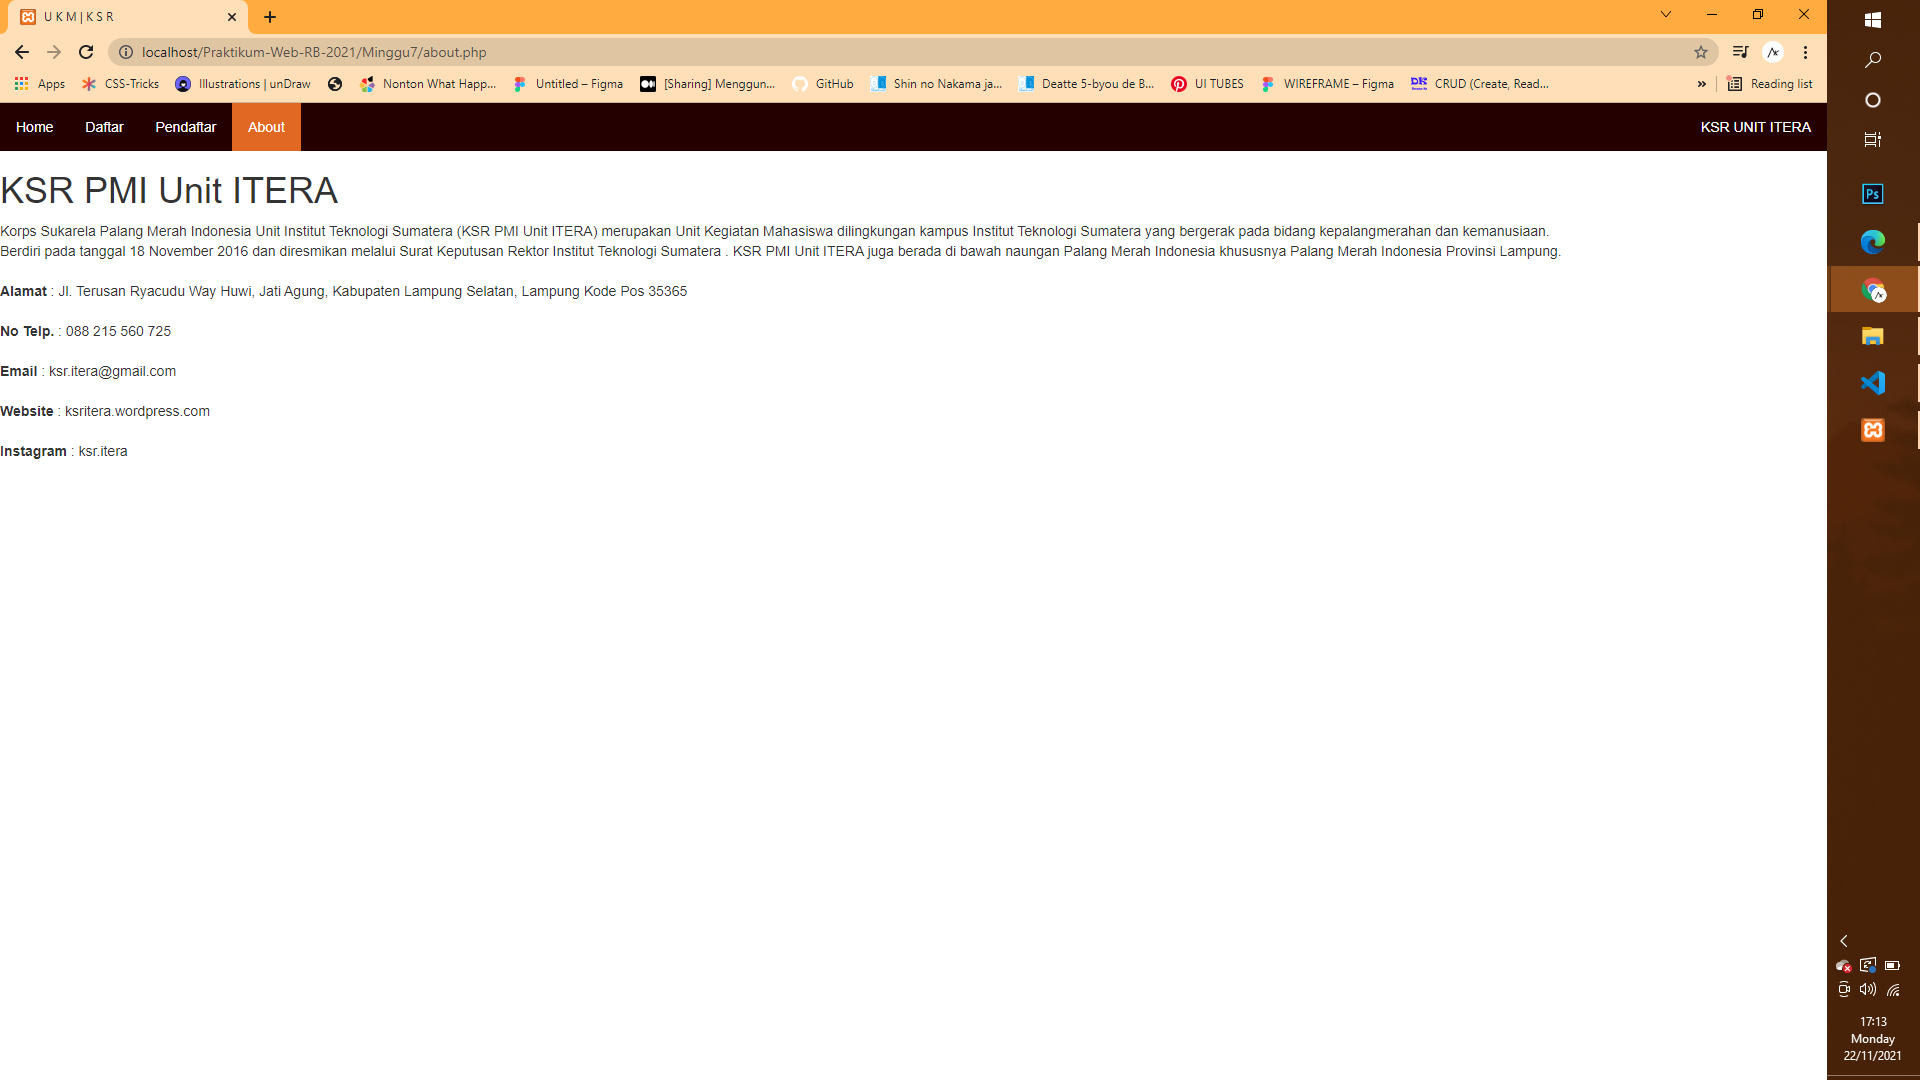 U K M | K S R
localhost/Praktikum-Web-RB-2021/Minggu7/about.php
Apps CSS-Tricks Illustrations | unDraw Nonton What Happ... Untitled – Figma [Sharing] Menggun... GitHub Shin no Nakama ja... Deatte 5-byou de B... UI TUBES WIREFRAME – Figma CRUD (Create, Read... » Reading list
Home Daftar Pendaftar About KSR UNIT ITERA
KSR PMI Unit ITERA
Korps Sukarela Palang Merah Indonesia Unit Institut Teknologi Sumatera (KSR PMI Unit ITERA) merupakan Unit Kegiatan Mahasiswa dilingkungan kampus Institut Teknologi Sumatera yang bergerak pada bidang kepalangmerahan dan kemanusiaan.
Berdiri pada tanggal 18 November 2016 dan diresmikan melalui Surat Keputusan Rektor Institut Teknologi Sumatera . KSR PMI Unit ITERA juga berada di bawah naungan Palang Merah Indonesia khususnya Palang Merah Indonesia Provinsi Lampung.
Alamat : Jl. Terusan Ryacudu Way Huwi, Jati Agung, Kabupaten Lampung Selatan, Lampung Kode Pos 35365
No Telp. : 088 215 560 725
Email : ksr.itera@gmail.com
Website : ksritera.wordpress.com
Instagram : ksr.itera
Ps
17:13
Monday
22/11/2021